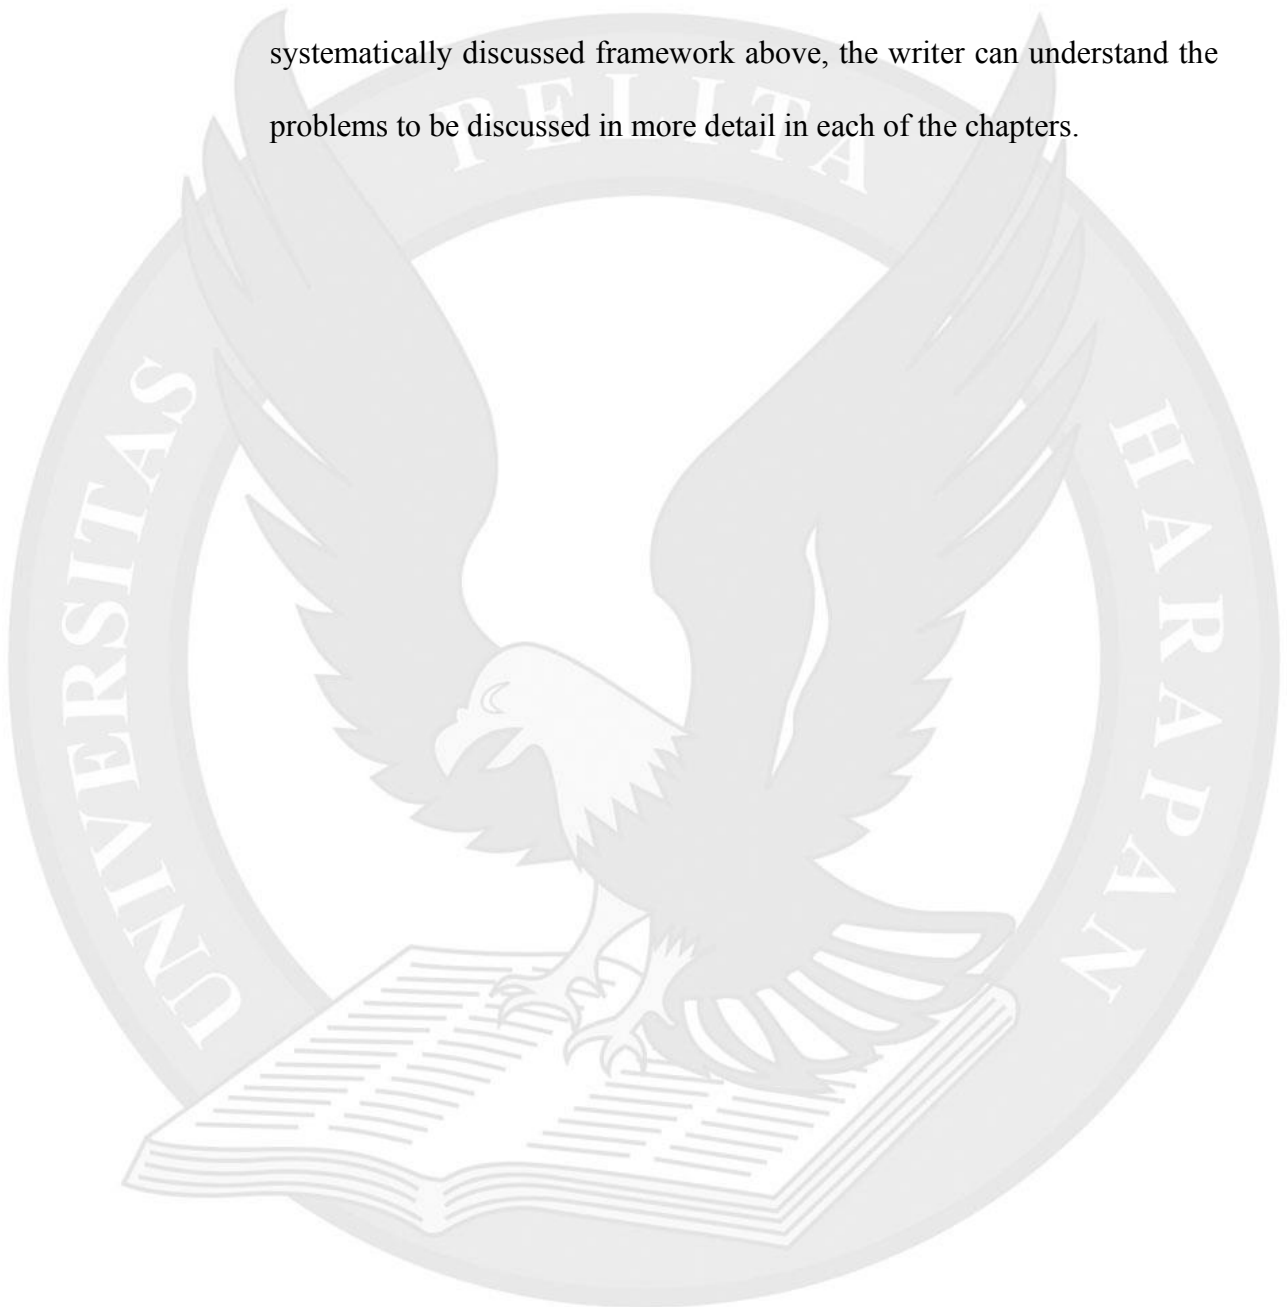 systematically discussed framework above, the writer can understand the
problems to be discussed in more detail in each of the chapters.
UNIVERSITAS PELITA HARAPAN